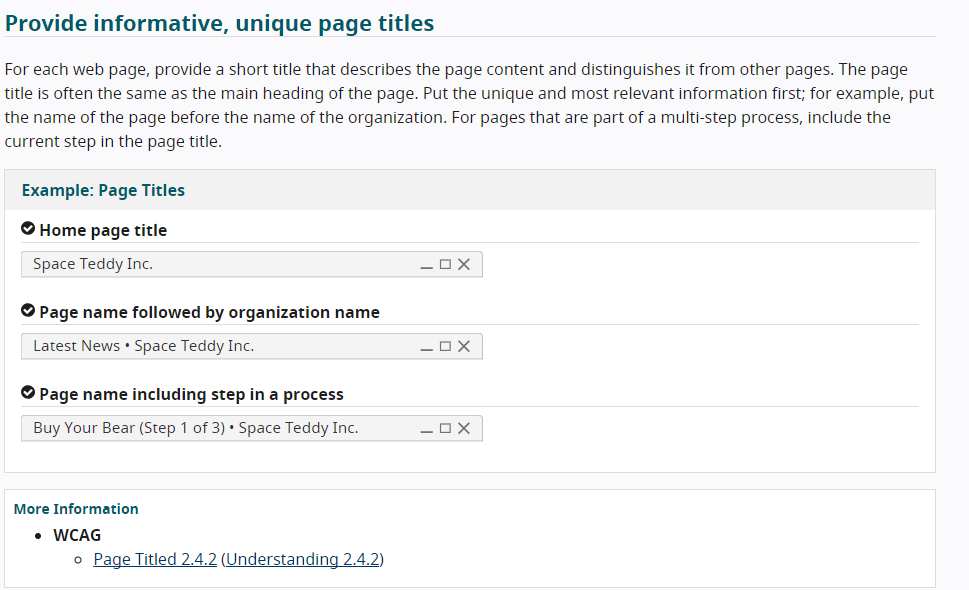 Provide informative, unique page titles
For each web page, provide a short title that describes the page content and distinguishes it from other pages. The page
title is often the same as the main heading of the page. Put the unique and most relevant information first; for example, put
the name of the page before the name of the organization. For pages that are part of a multi-step process, include the
current step in the page title.
Example: Page Titles
Home page title
Space Teddy Inc.
Page name followed by organization name
Latest News • Space Teddy Inc.
Page name including step in a process
Buy Your Bear (Step 1 of 3) • Space Teddy Inc.
More Information
• WCAG
◦ Page Titled 2.4.2 (Understanding 2.4.2)